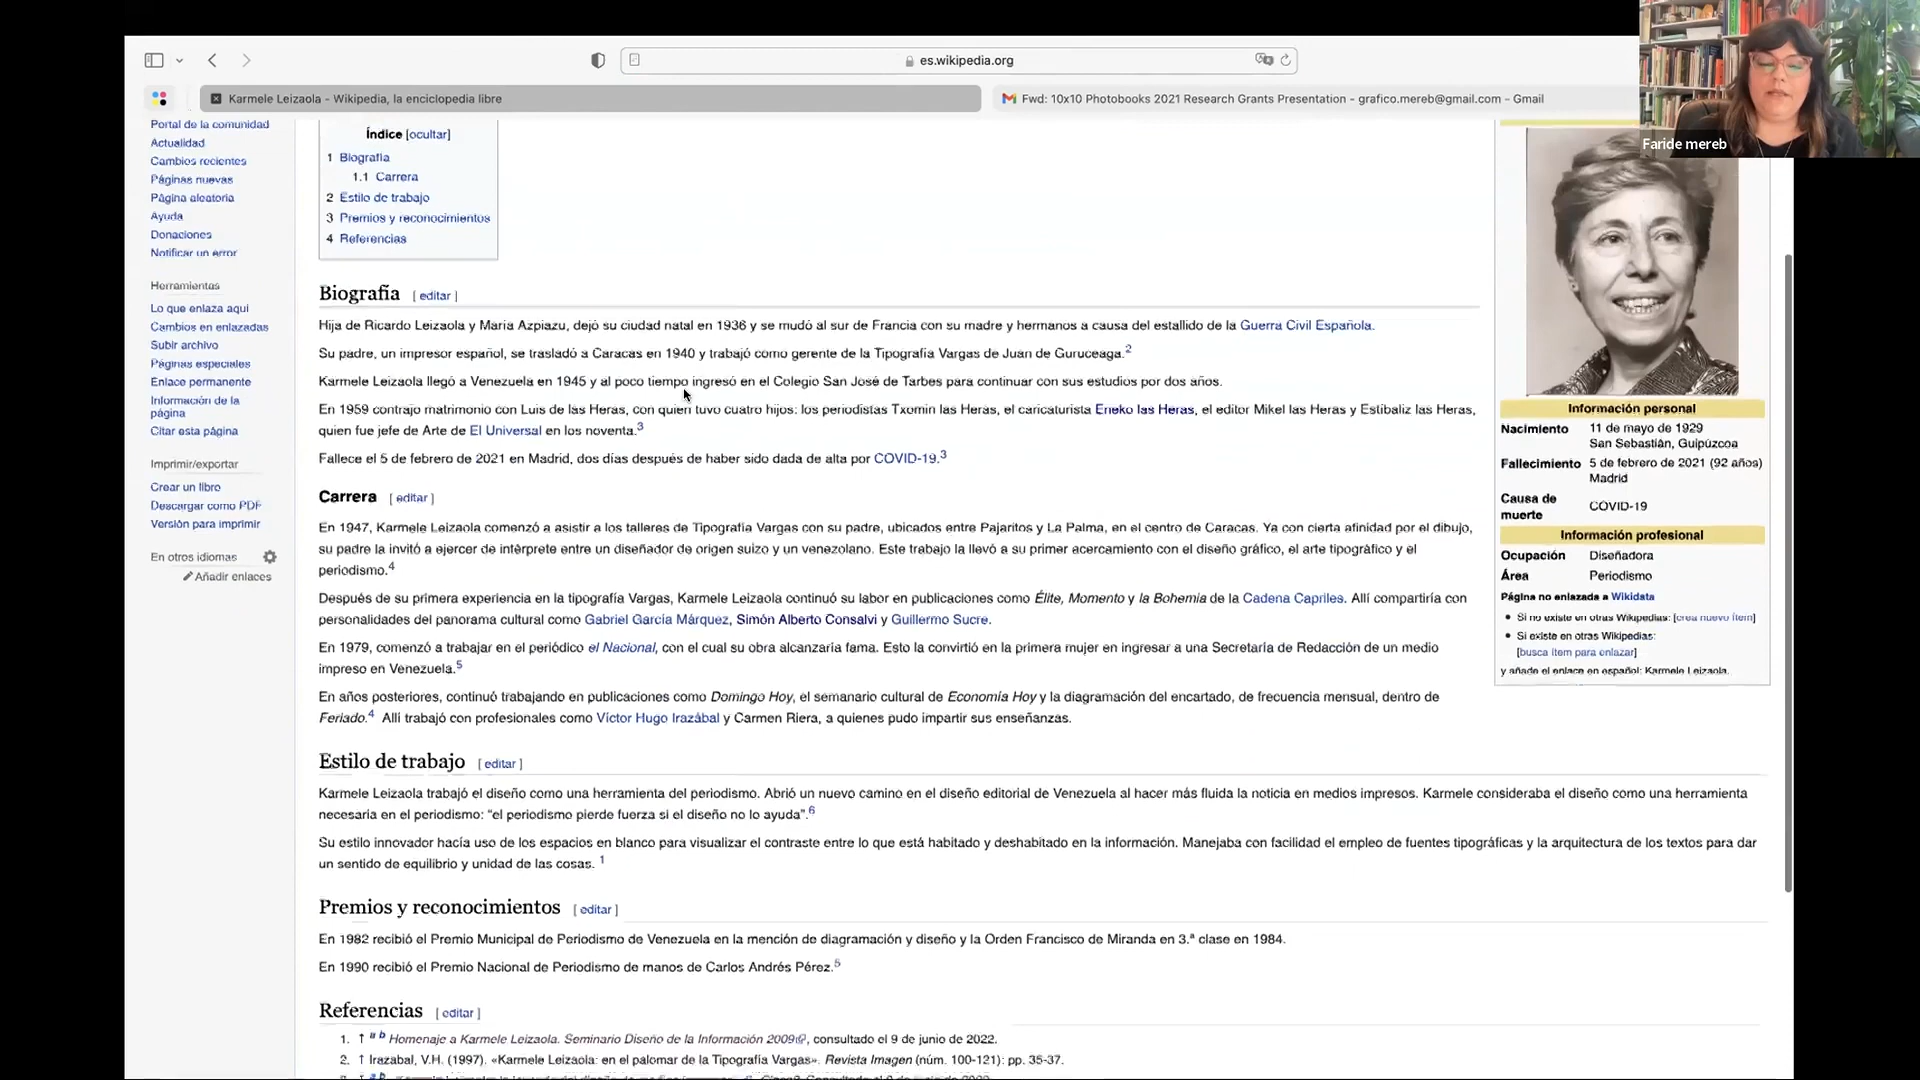 es.wikipedia.org
Karmele Leizaola - Wikipedia, la enciclopedia libre
Fwd: 10x10 Photobooks 2021 Research Grants Presentation - grafico.mereb@gmail.com - Gmail
Faride mereb
Portal de la comunidad
Actualidad
Cambios recientes
Páginas nuevas
Página aleatoria
Ayuda
Donaciones
Notificar un error
Herramientas
Lo que enlaza aquí
Cambios en enlazadas
Subir archivo
Páginas especiales
Enlace permanente
Información de la
página
Citar esta página
Imprimir/exportar
Crear un libro
Descargar como PDF
Versión para imprimir
En otros idiomas
Añadir enlaces
Índice [ocultar]
1 Biografía
1.1 Carrera
2 Estilo de trabajo
3 Premios y reconocimientos
4 Referencias
Biografía [ editar ]
Hija de Ricardo Leizaola y María Azpiazu, dejó su ciudad natal en 1936 y se mudó al sur de Francia con su madre y hermanos a causa del estallido de la Guerra Civil Española.
Su padre, un impresor español, se trasladó a Caracas en 1940 y trabajó como gerente de la Tipografía Vargas de Juan de Guruceaga.2
Karmele Leizaola llegó a Venezuela en 1945 y al poco tiempo ingresó en el Colegio San José de Tarbes para continuar con sus estudios por dos años.
En 1959 contrajo matrimonio con Luis de las Heras, con quien tuvo cuatro hijos: los periodistas Txomin las Heras, el caricaturista Eneko las Heras, el editor Mikel las Heras y Estíbaliz las Heras,
quien fue jefe de Arte de El Universal en los noventa.3
Fallece el 5 de febrero de 2021 en Madrid, dos días después de haber sido dada de alta por COVID-19.3
Carrera [ editar ]
En 1947, Karmele Leizaola comenzó a asistir a los talleres de Tipografía Vargas con su padre, ubicados entre Pajaritos y La Palma, en el centro de Caracas. Ya con cierta afinidad por el dibujo,
su padre la invitó a ejercer de intérprete entre un diseñador de origen suizo y un venezolano. Este trabajo la llevó a su primer acercamiento con el diseño gráfico, el arte tipográfico y el
periodismo.4
Después de su primera experiencia en la tipografía Vargas, Karmele Leizaola continuó su labor en publicaciones como Élite, Momento y la Bohemia de la Cadena Capriles. Allí compartiría con
personalidades del panorama cultural como Gabriel García Márquez, Simón Alberto Consalvi y Guillermo Sucre.
En 1979, comenzó a trabajar en el periódico el Nacional, con el cual su obra alcanzaría fama. Esto la convirtió en la primera mujer en ingresar a una Secretaría de Redacción de un medio
impreso en Venezuela.5
En años posteriores, continuó trabajando en publicaciones como Domingo Hoy, el semanario cultural de Economía Hoy y la diagramación del encartado, de frecuencia mensual, dentro de
Feriado.4 Allí trabajó con profesionales como Víctor Hugo Irazábal y Carmen Riera, a quienes pudo impartir sus enseñanzas.
Estilo de trabajo [ editar ]
Karmele Leizaola trabajó el diseño como una herramienta del periodismo. Abrió un nuevo camino en el diseño editorial de Venezuela al hacer más fluida la noticia en medios impresos. Karmele consideraba el diseño como una herramienta
necesaria en el periodismo: "el periodismo pierde fuerza si el diseño no lo ayuda".6
Su estilo innovador hacía uso de los espacios en blanco para visualizar el contraste entre lo que está habitado y deshabitado en la información. Manejaba con facilidad el empleo de fuentes tipográficas y la arquitectura de los textos para dar
un sentido de equilibrio y unidad de las cosas. 1
Premios y reconocimientos [ editar ]
En 1982 recibió el Premio Municipal de Periodismo de Venezuela en la mención de diagramación y diseño y la Orden Francisco de Miranda en 3.ª clase en 1984.
En 1990 recibió el Premio Nacional de Periodismo de manos de Carlos Andrés Pérez.5
Referencias [ editar ]
1. ↑ a b Homenaje a Karmele Leizaola. Seminario Diseño de la Información 2009, consultado el 9 de junio de 2022.
2. ↑ Irazabal, V.H. (1997). «Karmele Leizaola: en el palomar de la Tipografía Vargas». Revista Imagen (núm. 100-121): pp. 35-37.
Información personal
Nacimiento 11 de mayo de 1929
San Sebastián, Guipúzcoa
Fallecimiento 5 de febrero de 2021 (92 años)
Madrid
Causa de
muerte COVID-19
Información profesional
Ocupación Diseñadora
Área Periodismo
Página no enlazada a Wikidata
Si no existe en otras Wikipedias: [crea nuevo ítem]
Si existe en otras Wikipedias:
[busca ítem para enlazar]
y añade el enlace en español: Karmele Leizaola.